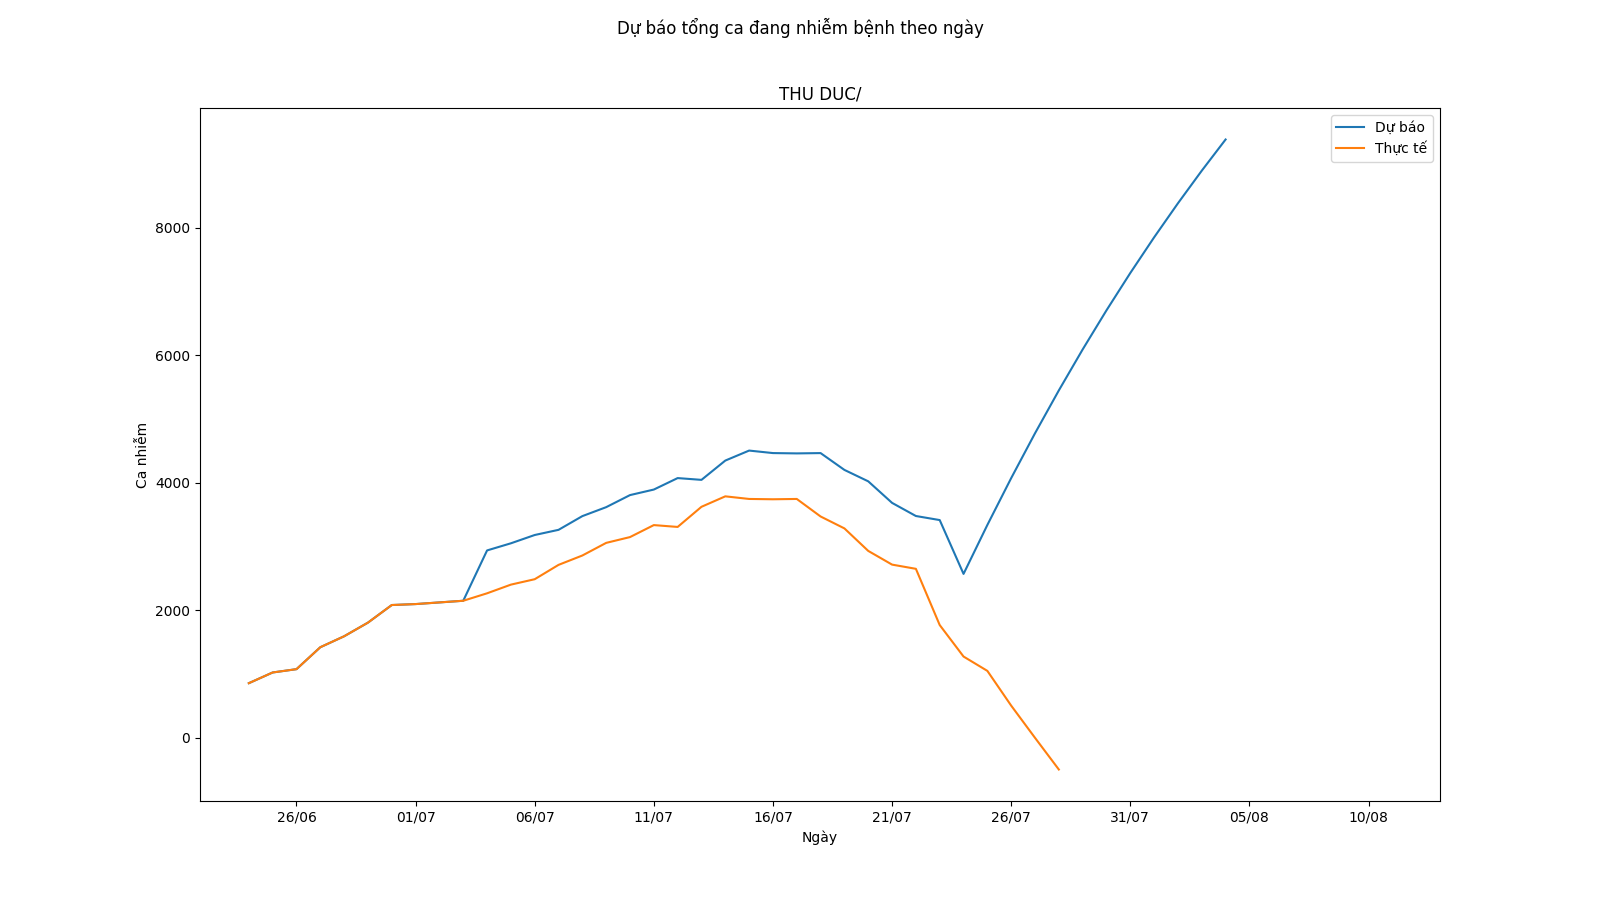 Dự báo tổng ca đang nhiễm bệnh theo ngày
THU DUC/
Dự báo
Thực tế
8000
6000
4000
2000
0
Ca nhiễm
26/06
01/07
06/07
11/07
16/07
21/07
26/07
31/07
05/08
10/08
Ngày